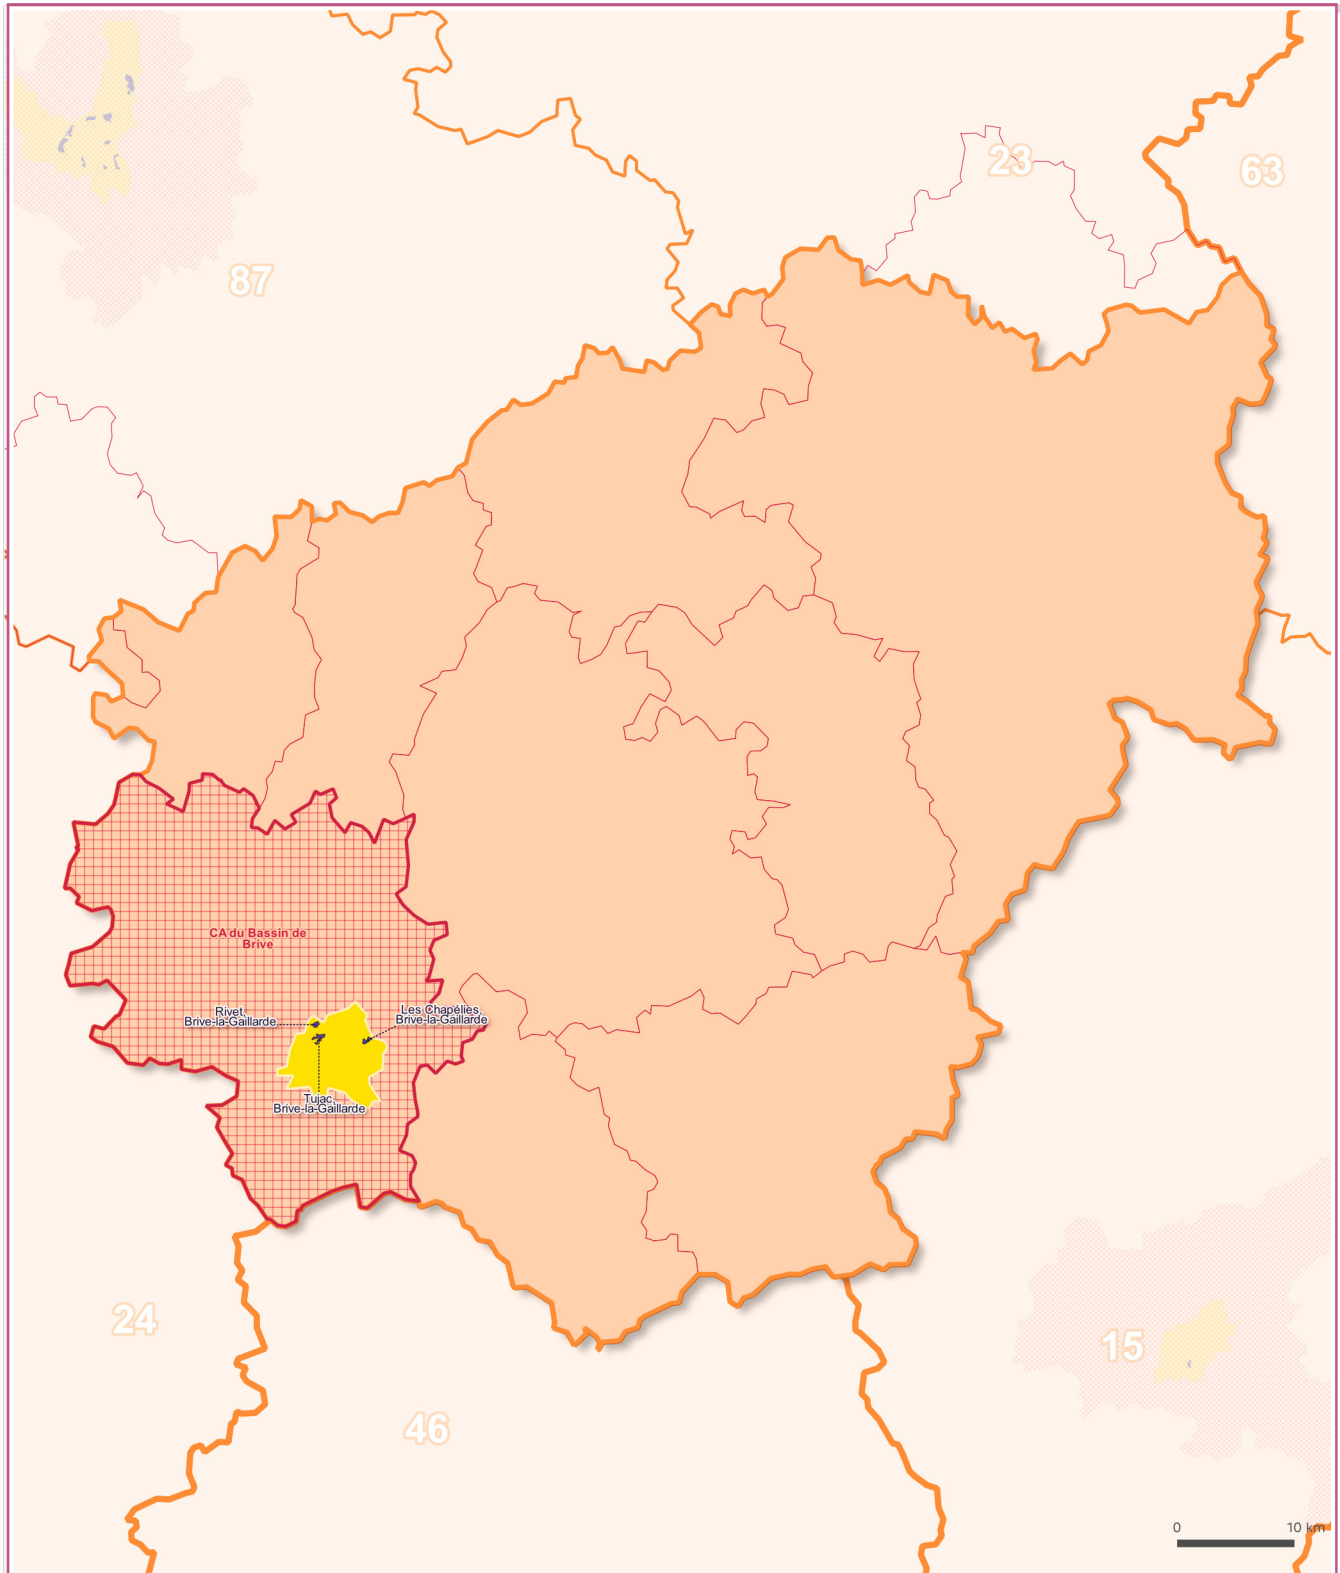 23
63
87
CA du Bassin de
Brive
Rivet,
Brive-la-Gaillarde
Les Chapélies,
Brive-la-Gaillarde
Tujac,
Brive-la-Gaillarde
24
15
46
0 10 km